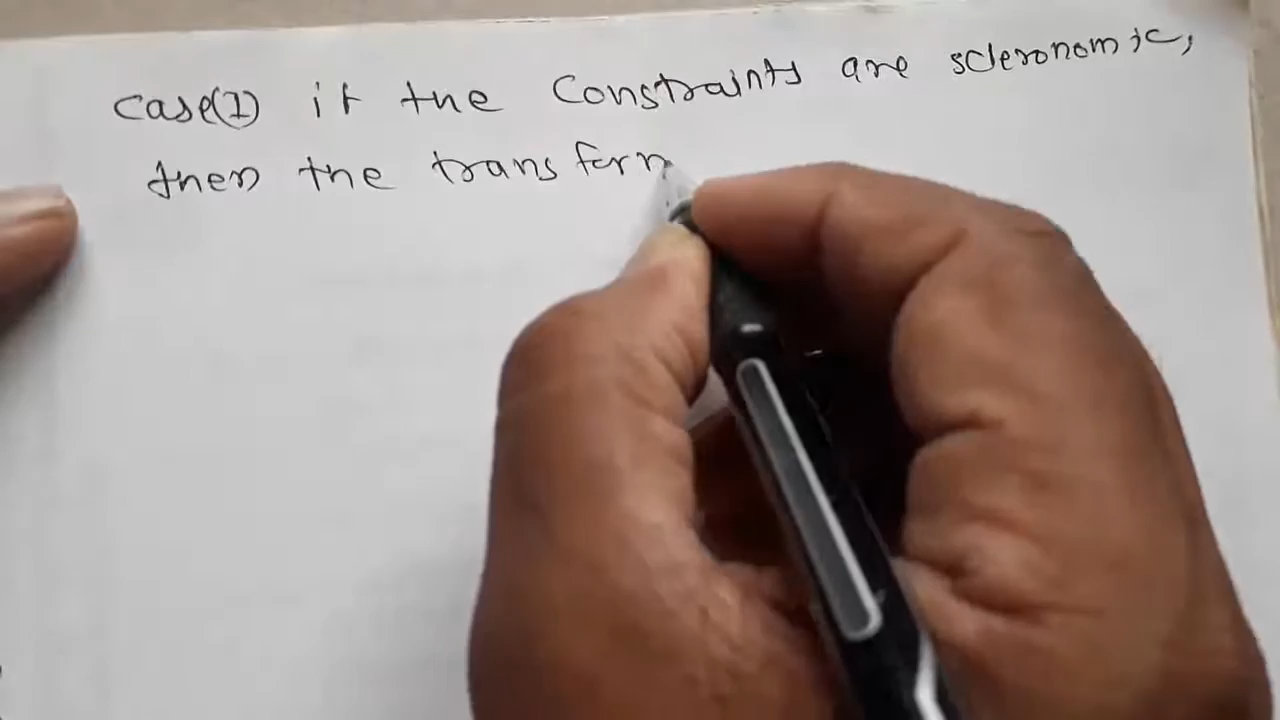 Case(I) if the Constraints are scleronomic,
then the transform